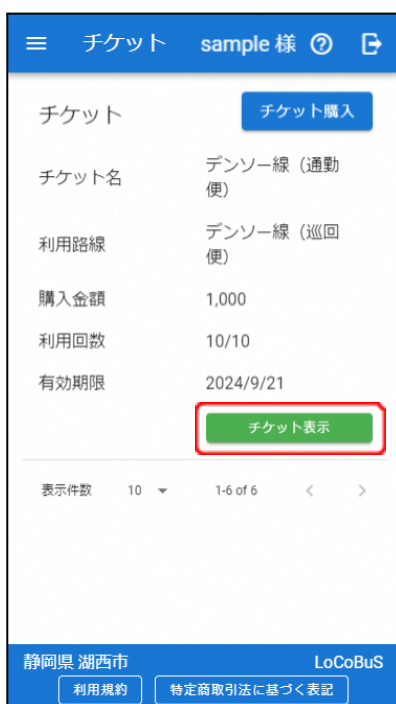 チケット sample 様
チケット チケット購入
チケット名 デンソー線（通勤
便）
利用路線 デンソー線（巡回
便）
購入金額 1,000
利用回数 10/10
有効期限 2024/9/21
チケット表示
表示件数 10 1-6 of 6
静岡県 湖西市 LoCoBuS
利用規約 特定商取引法に基づく表記